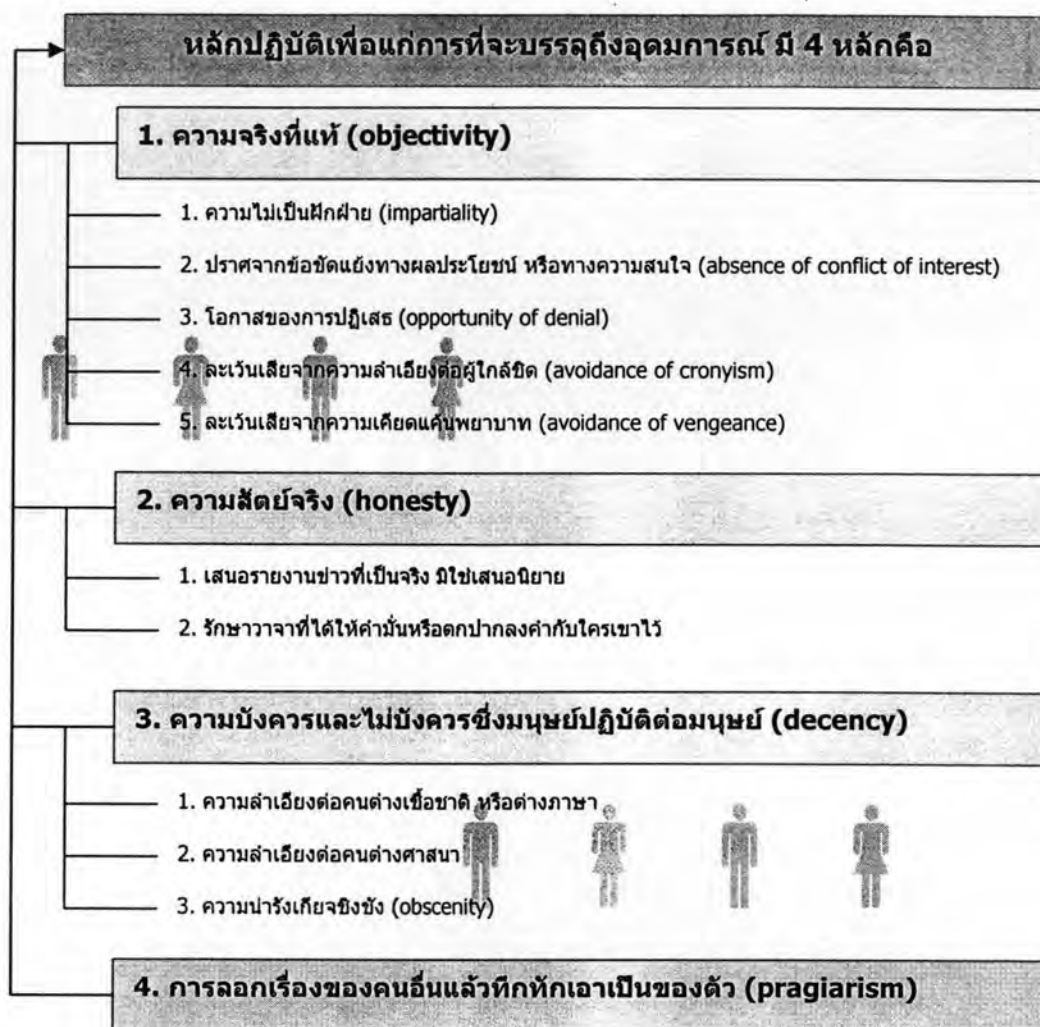 หลักปฏิบัติเพื่อแก่การที่จะบรรลุถึงอุดมการณ์ มี 4 หลักคือ
1. ความจริงที่แท้ (objectivity)
1. ความไม่เป็นฝักฝ่าย (impartiality)
2. ปราศจากข้อขัดแย้งทางผลประโยชน์ หรือทางความสนใจ (absence of conflict of interest)
3. โอกาสของการปฏิเสธ (opportunity of denial)
4. ละเว้นเสียจากความลำเอียงต่อผู้ใกล้ชิด (avoidance of cronyism)
5. ละเว้นเสียจากความเคียดแค้นพยาบาท (avoidance of vengeance)
2. ความสัตย์จริง (honesty)
1. เสนอรายงานข่าวที่เป็นจริง มิใช่เสนอนิยาย
2. รักษาวาจาที่ได้ให้คำมั่นหรือตกปากลงคำกับใครเขาไว้
3. ความบังควรและไม่บังควรซึ่งมนุษย์ปฏิบัติต่อมนุษย์ (decency)
1. ความลำเอียงต่อคนต่างเชื้อชาติ หรือต่างภาษา
2. ความลำเอียงต่อคนต่างศาสนา
3. ความน่ารังเกียจชิงชัง (obscenity)
4. การลอกเรื่องของคนอื่นแล้วทึกทักเอาเป็นของตัว (pragiarism)